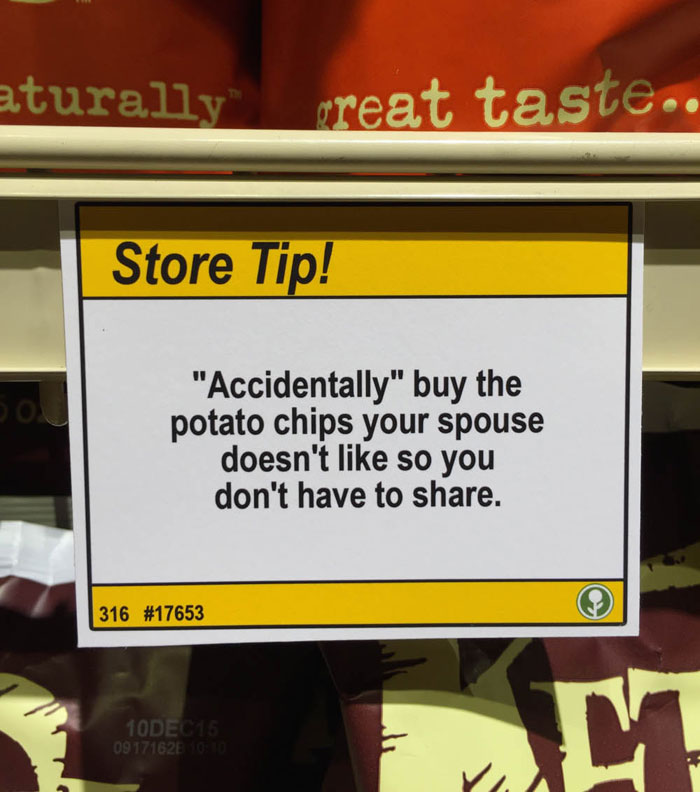 aturally™ great taste..
Store Tip!
"Accidentally" buy the
potato chips your spouse
doesn't like so you
don't have to share.
316 #17653
10DEC15